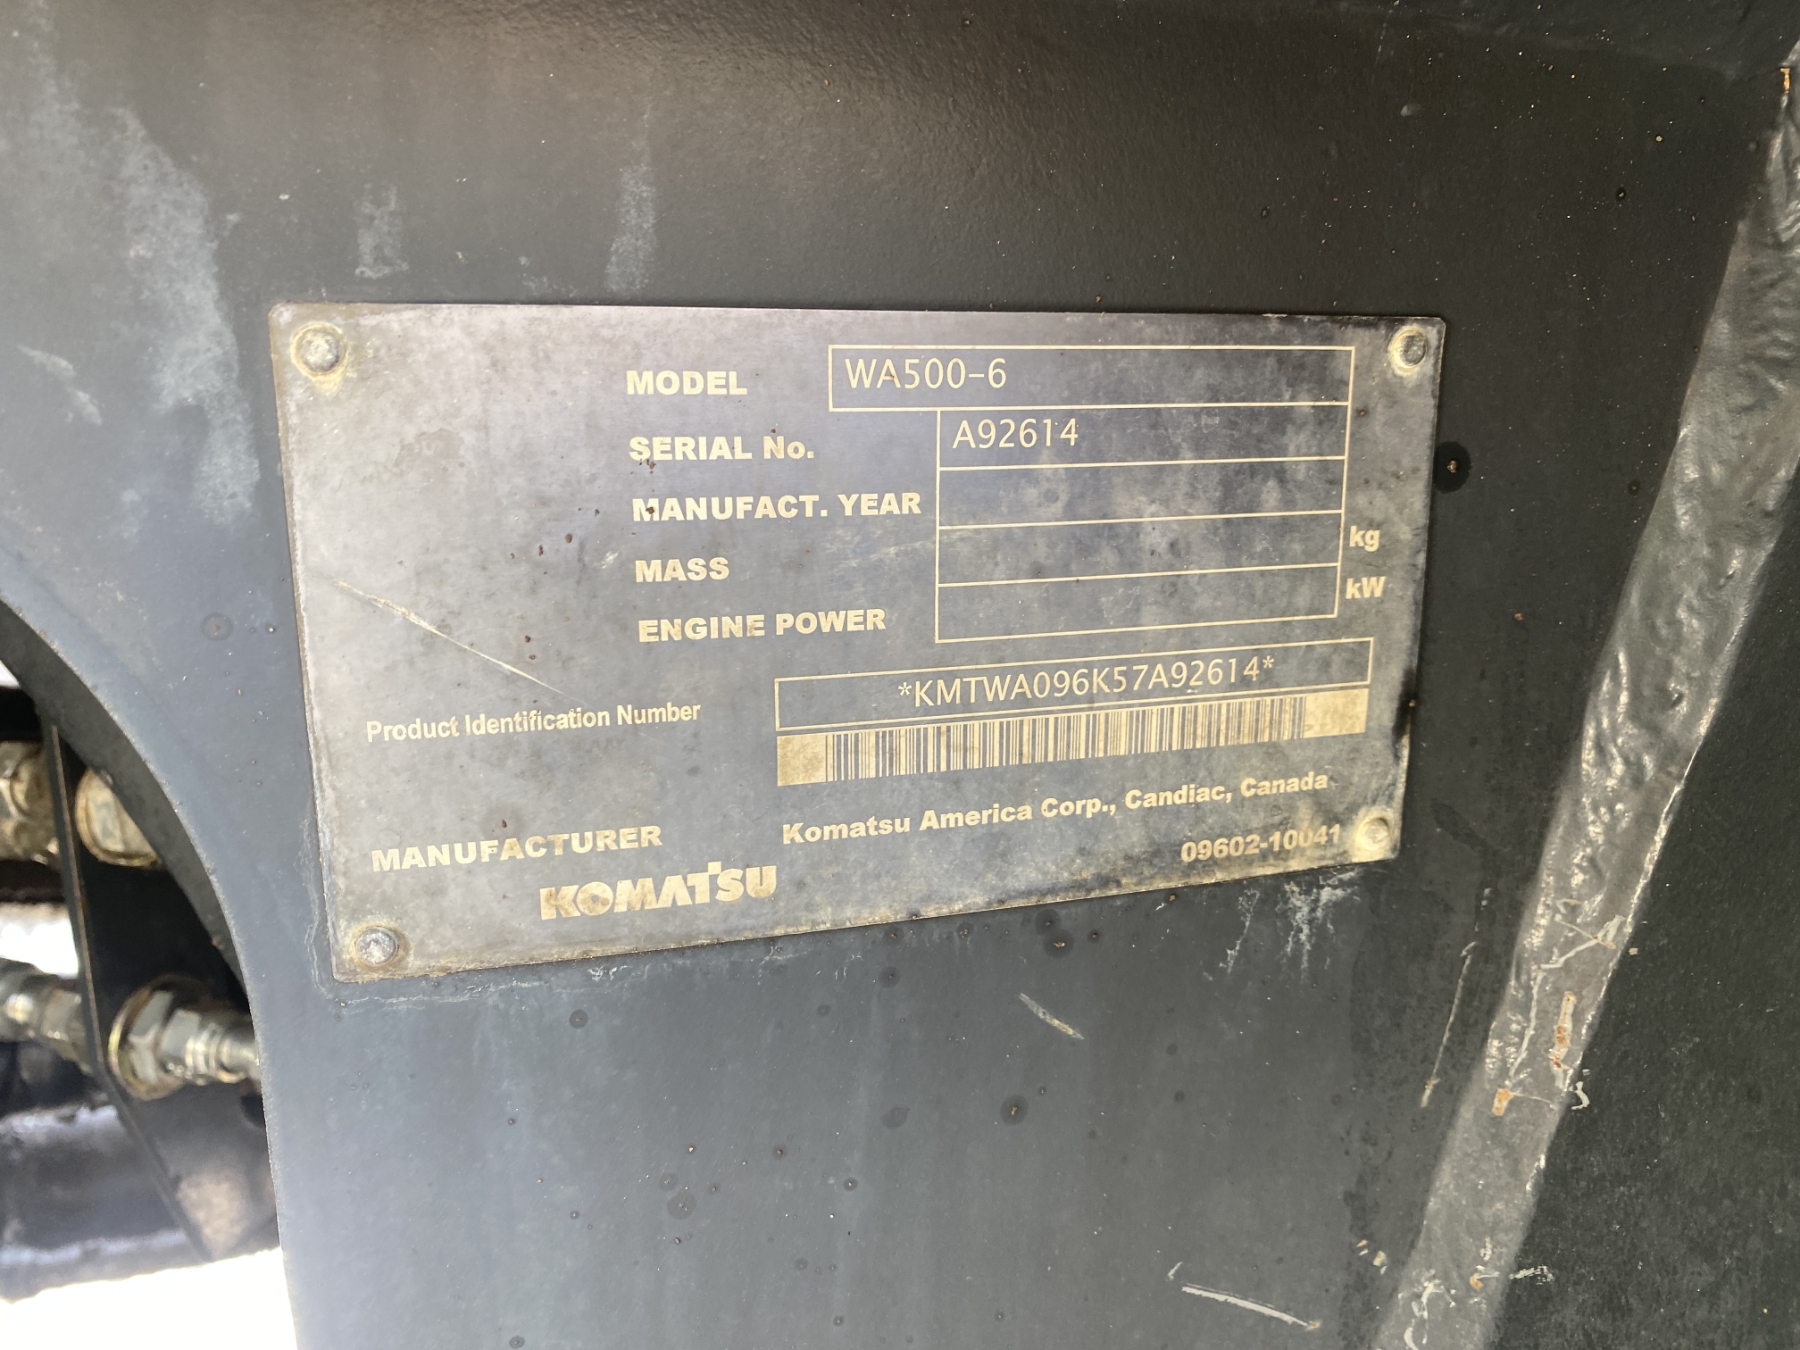 MODEL WA500-6
SERIAL No. A92614
MANUFACT. YEAR
MASS kg
ENGINE POWER kW
Product Identification Number *KMTWA096K57A92614*
MANUFACTURER Komatsu America Corp., Candiac, Canada
KOMATSU 09602-10041